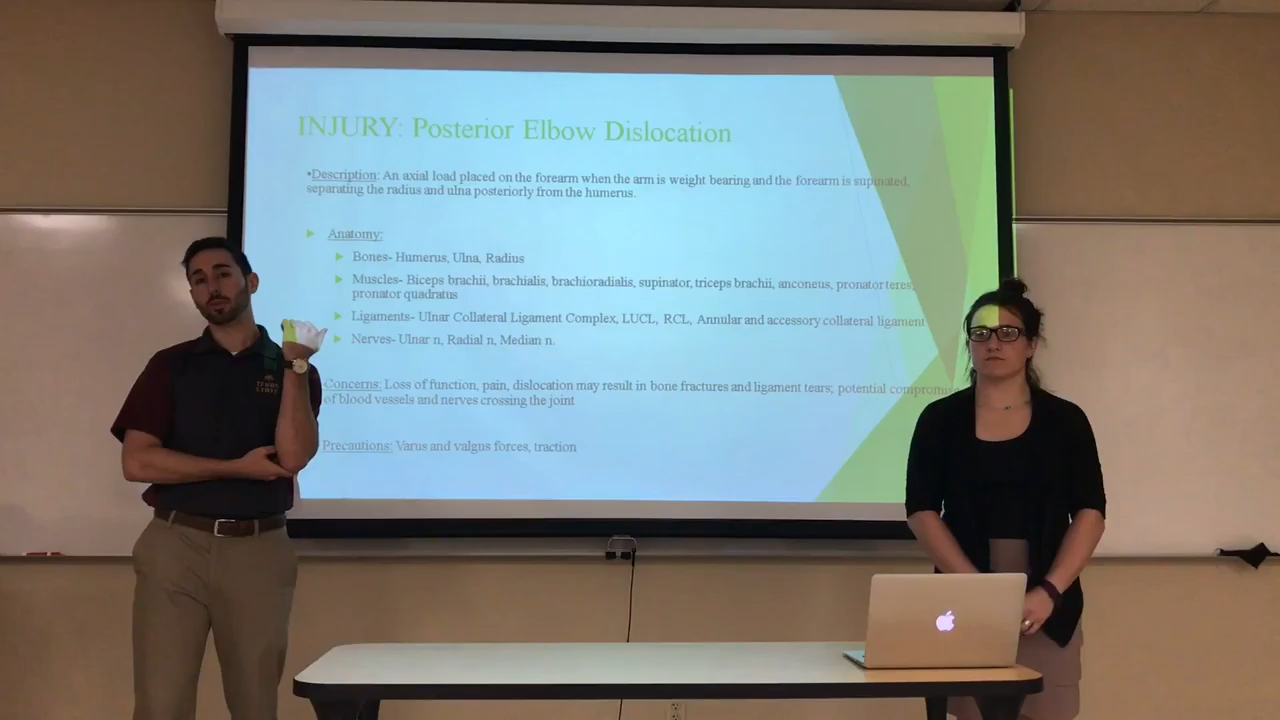 INJURY: Posterior Elbow Dislocation
•Description: An axial load placed on the forearm when the arm is weight bearing and the forearm is supinated,
separating the radius and ulna posteriorly from the humerus.
Anatomy:
Bones- Humerus, Ulna, Radius
Muscles- Biceps brachii, brachialis, brachioradialis, supinator, triceps brachii, anconeus, pronator teres,
pronator quadratus
Ligaments- Ulnar Collateral Ligament Complex, LUCL, RCL, Annular and accessory collateral ligament
Nerves- Ulnar n, Radial n, Median n.
Concerns: Loss of function, pain, dislocation may result in bone fractures and ligament tears; potential
of blood vessels and nerves crossing the joint
Precautions: Varus and valgus forces, traction
TEXAS
STATE